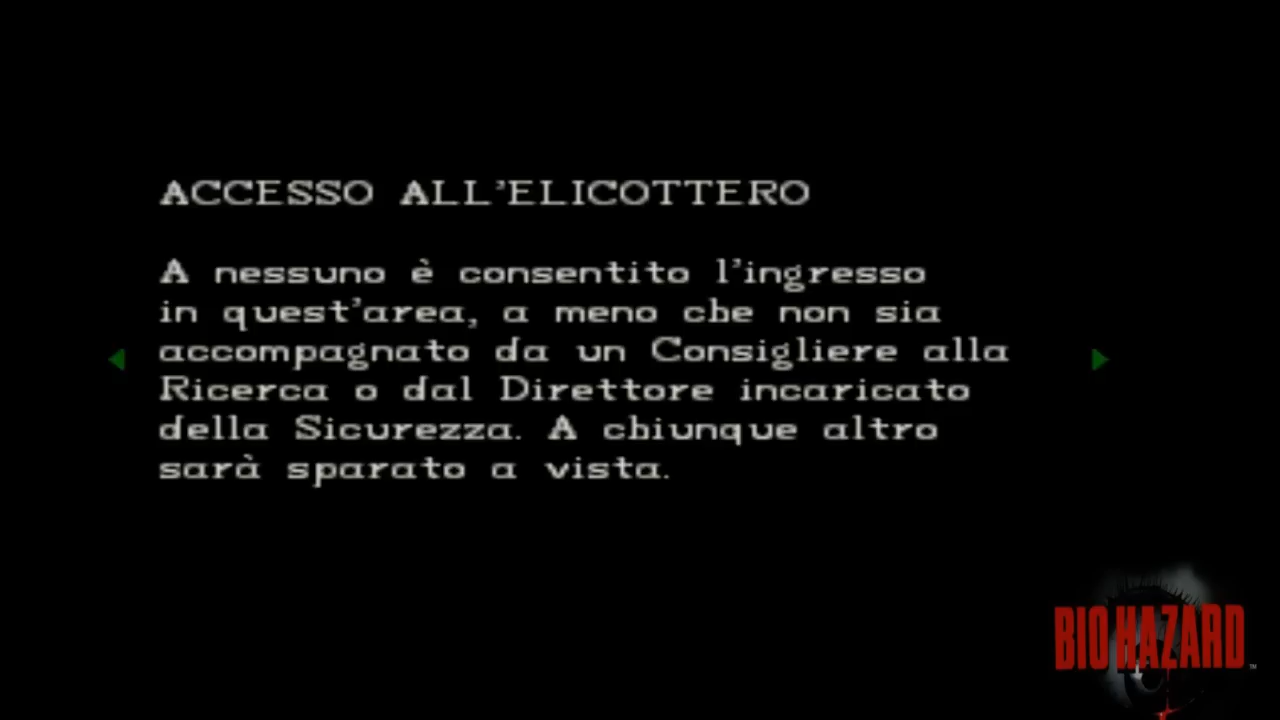 ACCESSO ALL'ELICOTTERO
A nessuno è consentito l'ingresso
in quest'area, a meno che non sia
accompagnato da un Consigliere alla
Ricerca o dal Direttore incaricato
della Sicurezza. A chiunque altro
sarà sparato a vista.
BIO HAZARD™